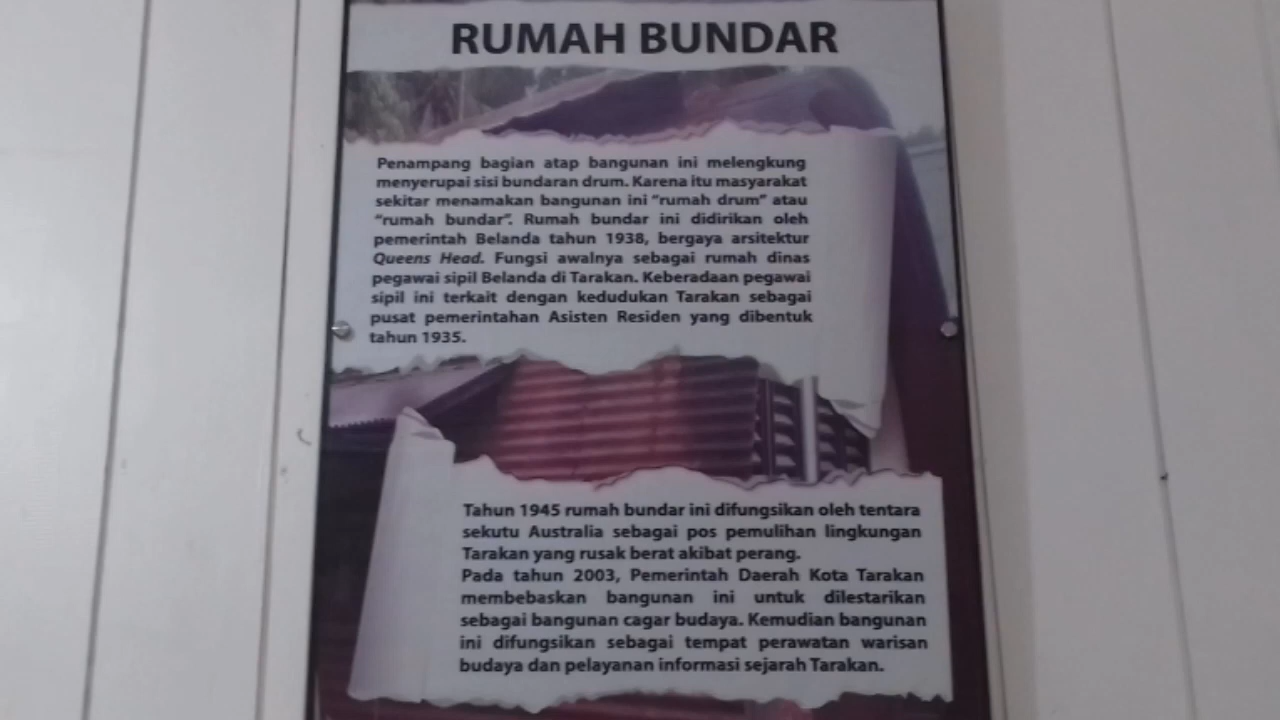 RUMAH BUNDAR
Penampang bagian atap bangunan ini melengkung
menyerupai sisi bundaran drum. Karena itu masyarakat
sekitar menamakan bangunan ini "rumah drum" atau
"rumah bundar". Rumah bundar ini didirikan oleh
pemerintah Belanda tahun 1938, bergaya arsitektur
Queens Head. Fungsi awalnya sebagai rumah dinas
pegawai sipil Belanda di Tarakan. Keberadaan pegawai
sipil ini terkait dengan kedudukan Tarakan sebagai
pusat pemerintahan Asisten Residen yang dibentuk
tahun 1935.
Tahun 1945 rumah bundar ini difungsikan oleh tentara
sekutu Australia sebagai pos pemulihan lingkungan
Tarakan yang rusak berat akibat perang.
Pada tahun 2003, Pemerintah Daerah Kota Tarakan
membebaskan bangunan ini untuk dilestarikan
sebagai bangunan cagar budaya. Kemudian bangunan
ini difungsikan sebagai tempat perawatan warisan
budaya dan pelayanan informasi sejarah Tarakan.